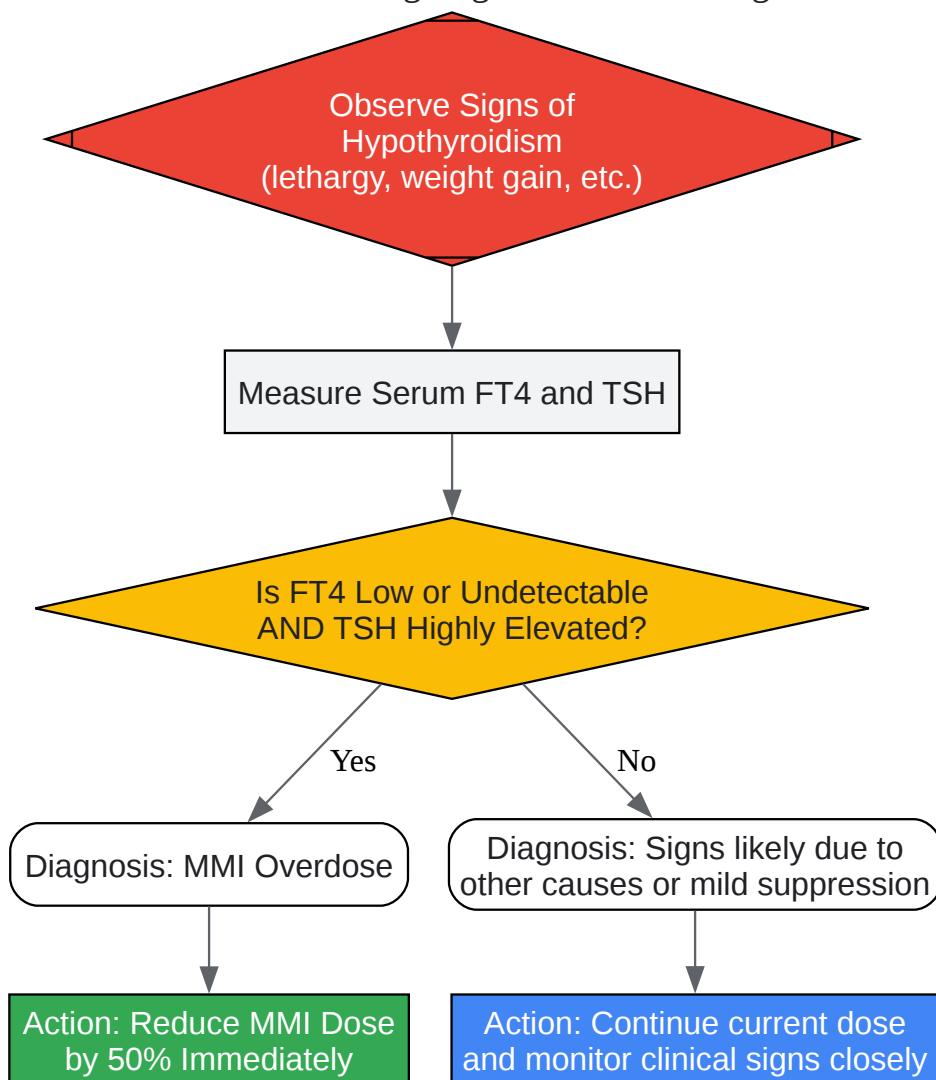 Observe Signs of
Hypothyroidism
(lethargy, weight gain, etc.)
Measure Serum FT4 and TSH
Is FT4 Low or Undetectable
AND TSH Highly Elevated?
Yes
No
Diagnosis: MMI Overdose
Diagnosis: Signs likely due to
other causes or mild suppression
Action: Reduce MMI Dose
by 50% Immediately
Action: Continue current dose
and monitor clinical signs closely